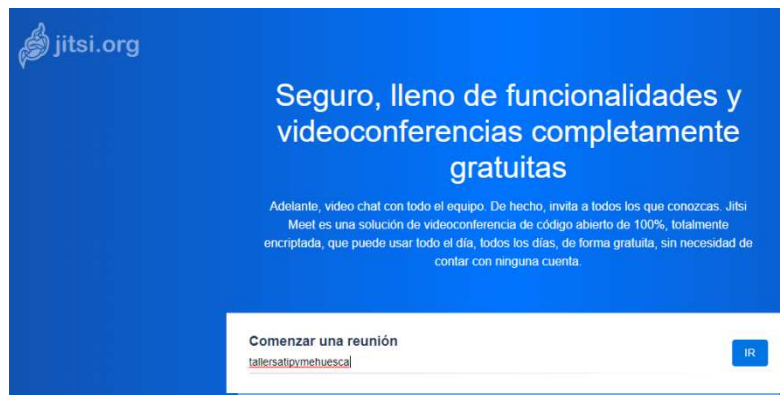 jitsi.org
Seguro, lleno de funcionalidades y
videoconferencias completamente
gratuitas
Adelante, video chat con todo el equipo. De hecho, invita a todos los que conozcas. Jitsi
Meet es una solución de videoconferencia de código abierto de 100%, totalmente
encriptada, que puede usar todo el día, todos los días, de forma gratuita, sin necesidad de
contar con ninguna cuenta.
Comenzar una reunión
tallersatipymehuesca
IR